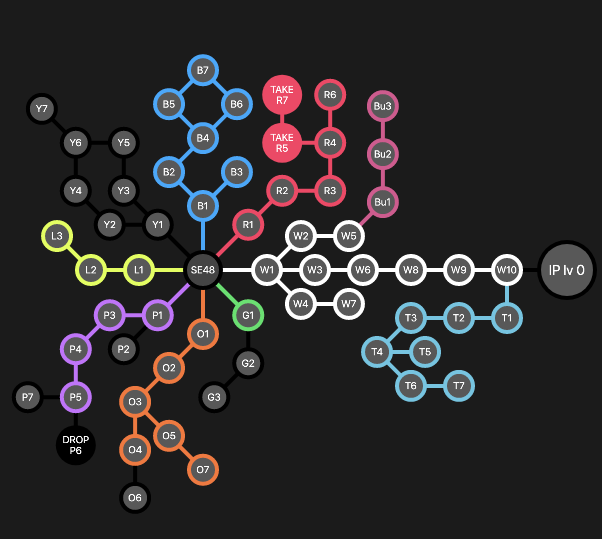 B7
TAKE
R7
R6
Bu3
Y7
B5
B6
Y6
Y5
B4
TAKE
R5
R4
Bu2
B2
B3
Y4
Y3
R2
R3
Bu1
B1
Y2
Y1
R1
L3
W2
W5
L2
L1
SE48
W1
W3
W6
W8
W9
W10
IP lv 0
W4
W7
P3
P1
G1
T3
T2
T1
O1
P4
P2
T4
T5
O2
G2
T6
T7
P7
P5
O3
G3
DROP
P6
O5
O4
O7
O6